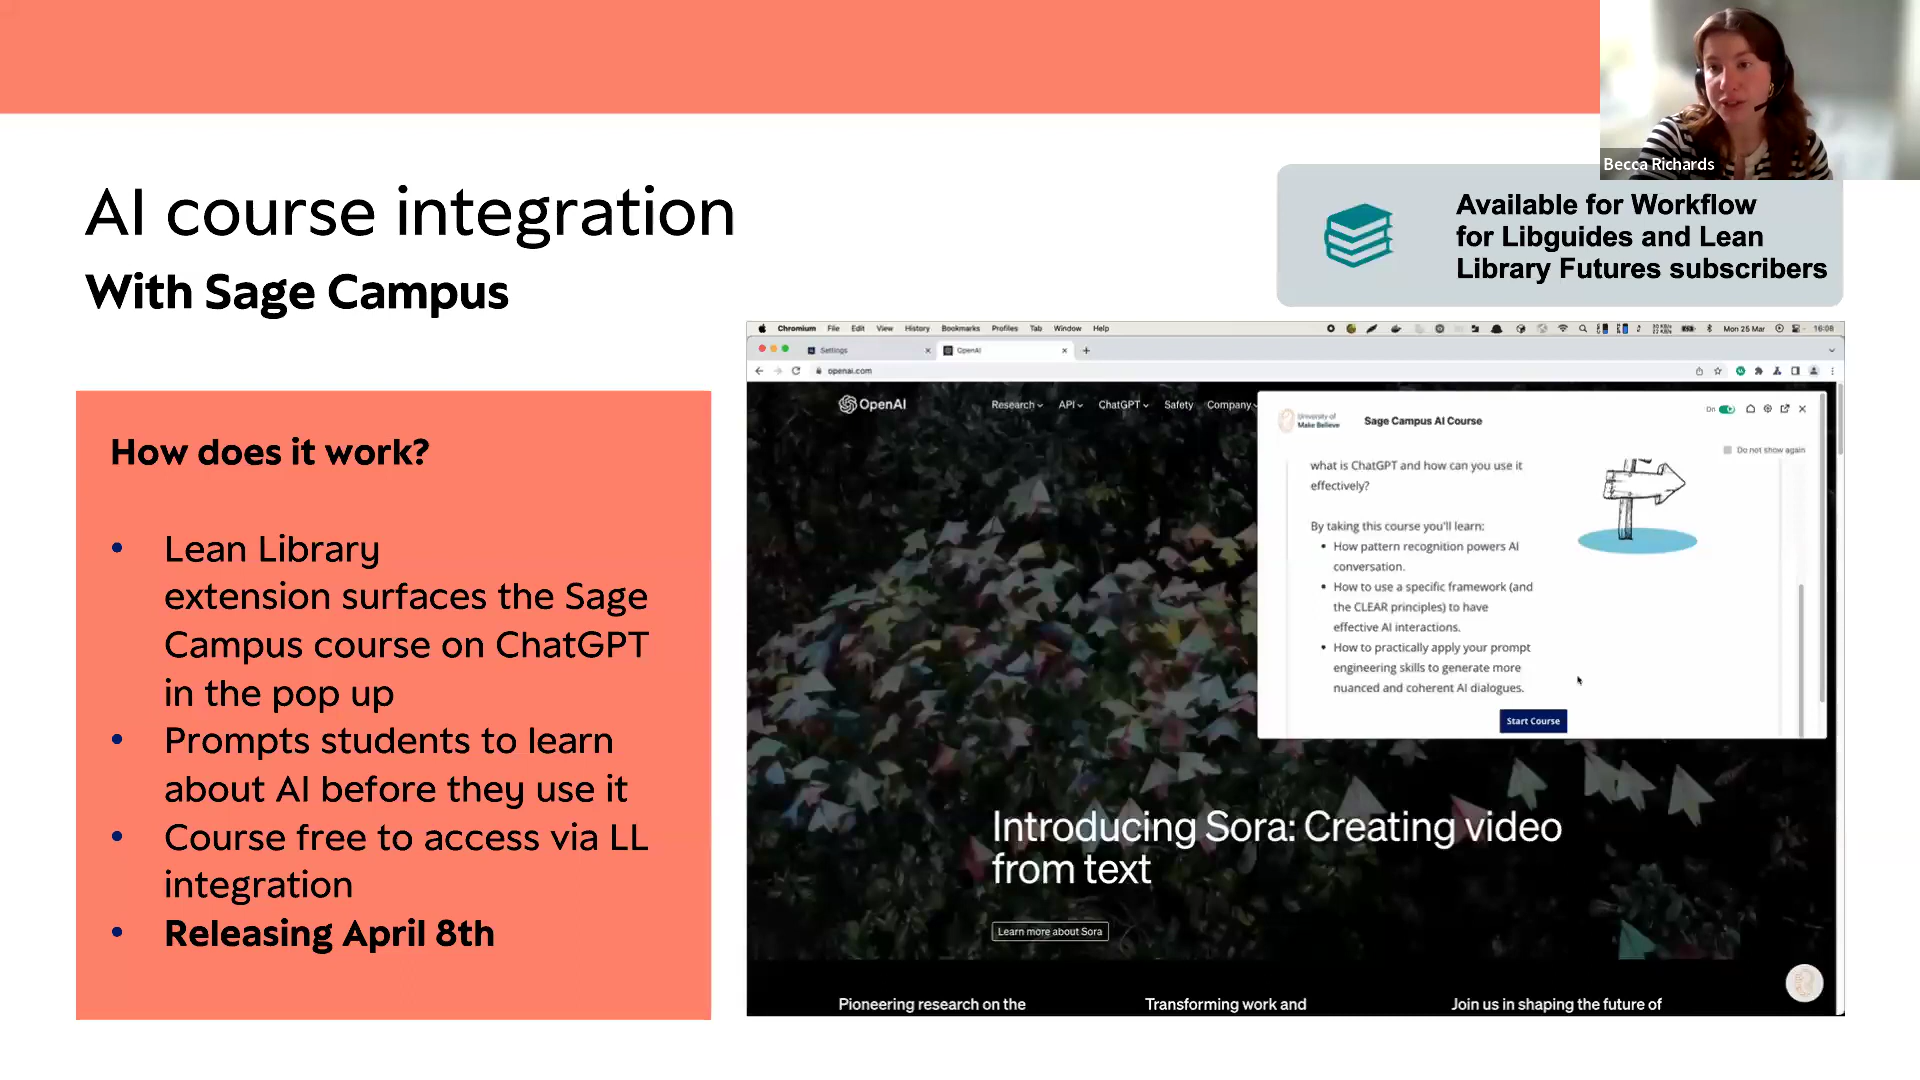 Becca Richards
AI course integration
With Sage Campus
Available for Workflow
for Libguides and Lean
Library Futures subscribers
How does it work?
• Lean Library
extension surfaces the Sage
Campus course on ChatGPT
in the pop up
• Prompts students to learn
about AI before they use it
• Course free to access via LL
integration
• Releasing April 8th
Chromium File Edit View History Bookmarks Profiles Tab Window Help
Mon 25 Mar 16:08
Settings
OpenAI
openai.com
OpenAI
Research API ChatGPT Safety Company
University of
Make Believe
Sage Campus AI Course
On
Do not show again
what is ChatGPT and how can you use it
effectively?
By taking this course you'll learn:
• How pattern recognition powers AI
conversation.
• How to use a specific framework (and
the CLEAR principles) to have
effective AI interactions.
• How to practically apply your prompt
engineering skills to generate more
nuanced and coherent AI dialogues.
Start Course
Introducing Sora: Creating video
from text
Learn more about Sora
Pioneering research on the
Transforming work and
Join us in shaping the future of